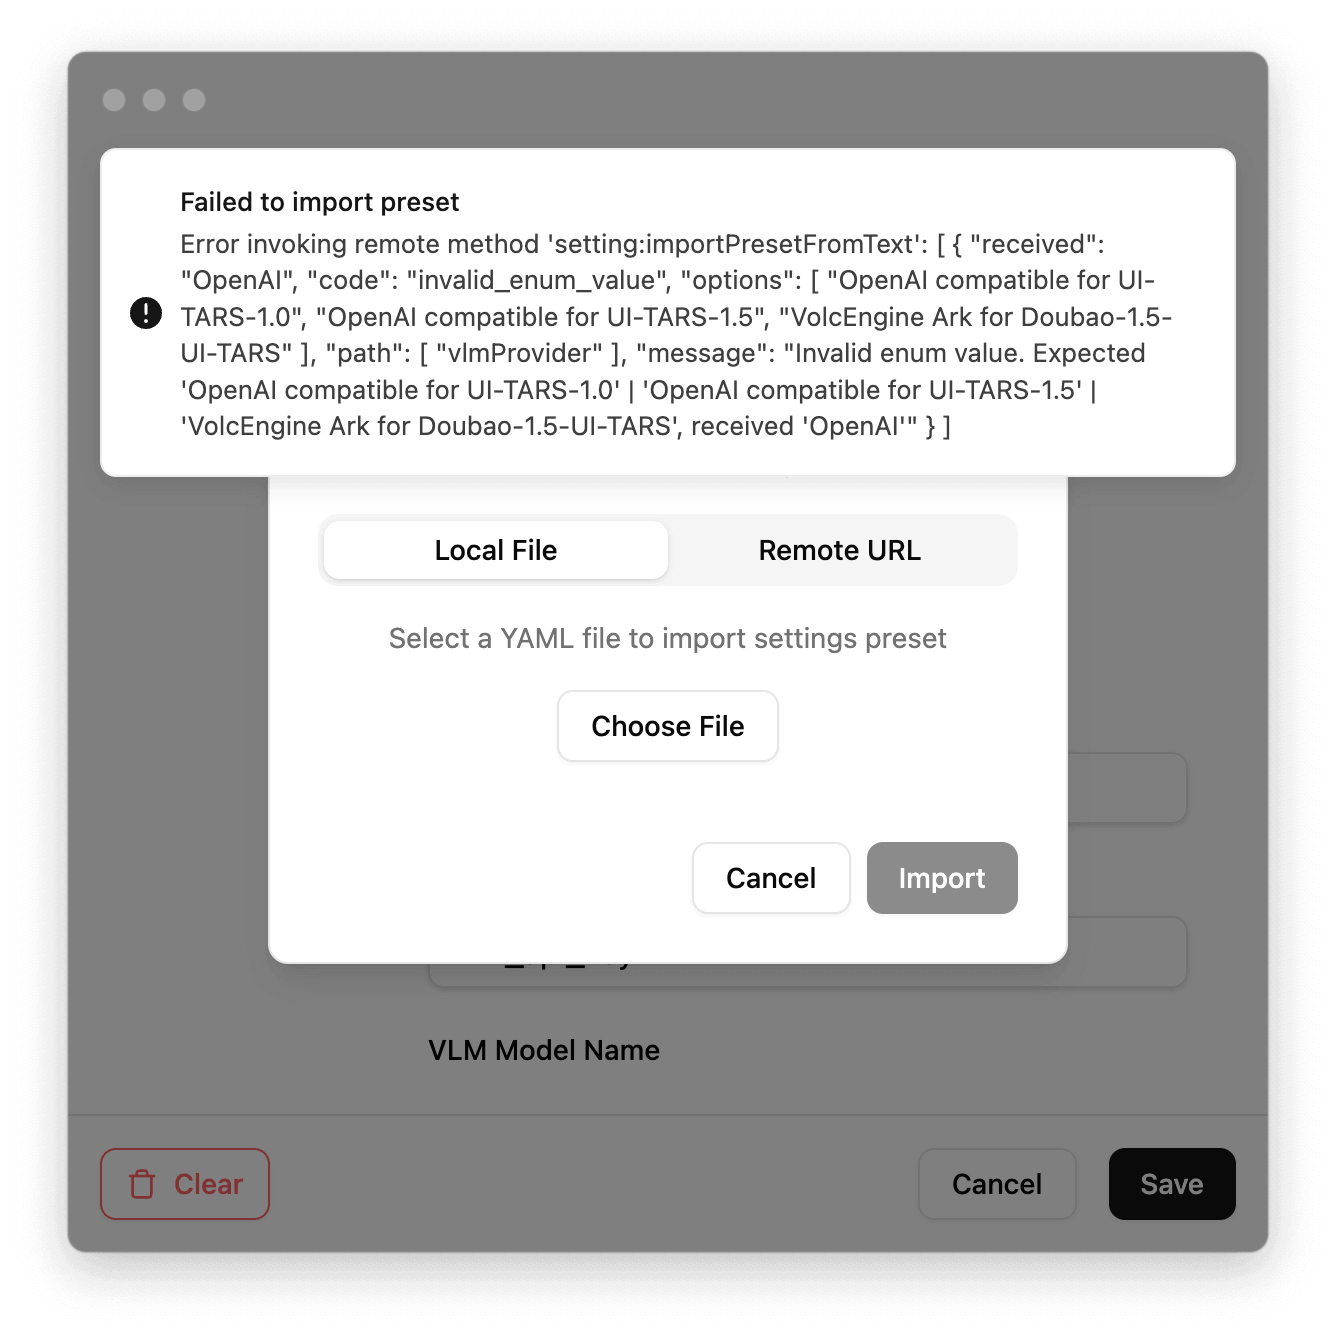 Failed to import preset
Error invoking remote method 'setting:importPresetFromText': [ { "received":
"OpenAI", "code": "invalid_enum_value", "options": [ "OpenAI compatible for UI-
TARS-1.0", "OpenAI compatible for UI-TARS-1.5", "VolcEngine Ark for Doubao-1.5-
UI-TARS" ], "path": [ "vlmProvider" ], "message": "Invalid enum value. Expected
'OpenAI compatible for UI-TARS-1.0' | 'OpenAI compatible for UI-TARS-1.5' |
'VolcEngine Ark for Doubao-1.5-UI-TARS', received 'OpenAI'" } ]
Local File
Remote URL
Select a YAML file to import settings preset
Choose File
Cancel
Import
VLM Model Name
Clear
Cancel
Save